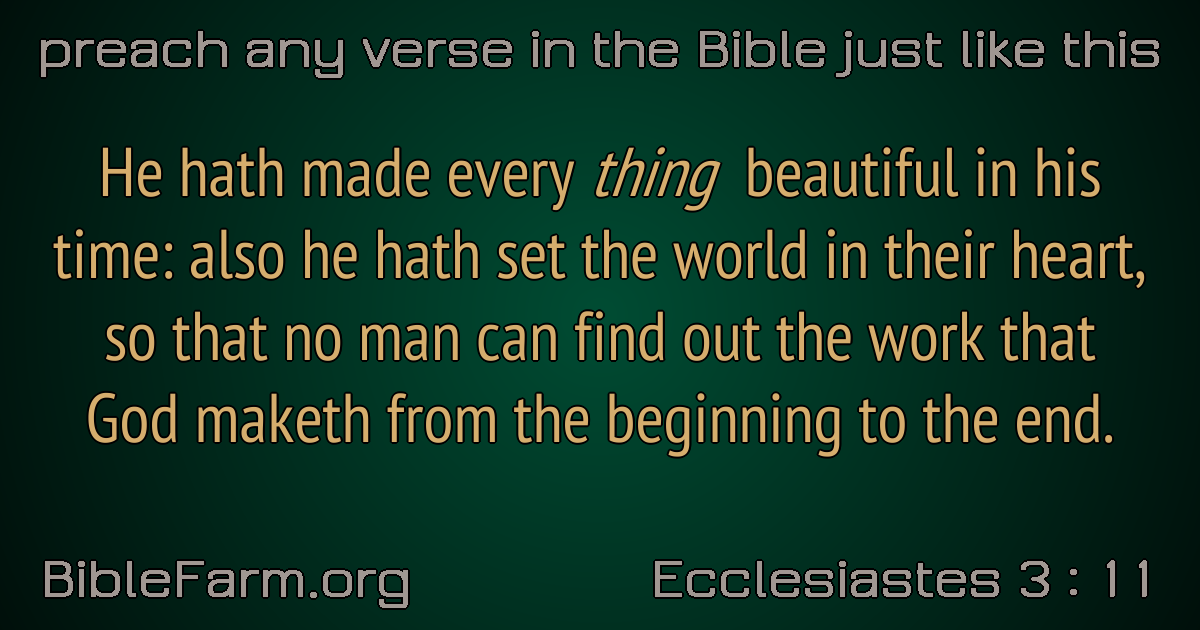 preach any verse in the Bible just like this
He hath made every thing beautiful in his
time: also he hath set the world in their heart,
so that no man can find out the work that
God maketh from the beginning to the end.
BibleFarm.org
Ecclesiastes 3 : 11